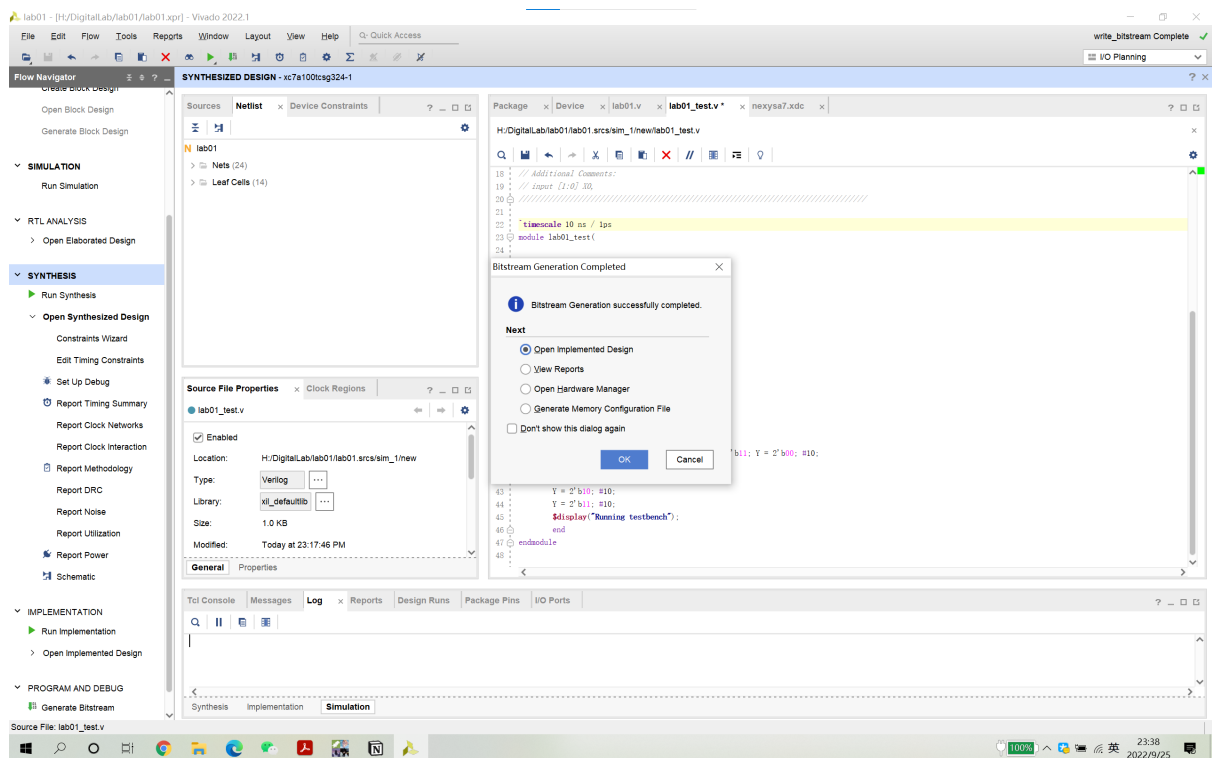 lab01 - [H:/DigitalLab/lab01/lab01.xpr] - Vivado 2022.1
File Edit Flow Tools Reports Window Layout View Help Q- Quick Access
write_bitstream Complete
I/O Planning
Flow Navigator
SYNTHESIZED DESIGN - xc7a100tcsg324-1
Create Block Design
Open Block Design
Generate Block Design
SIMULATION
Run Simulation
RTL ANALYSIS
Open Elaborated Design
SYNTHESIS
Run Synthesis
Open Synthesized Design
Constraints Wizard
Edit Timing Constraints
Set Up Debug
Report Timing Summary
Report Clock Networks
Report Clock Interaction
Report Methodology
Report DRC
Report Noise
Report Utilization
Report Power
Schematic
IMPLEMENTATION
Run Implementation
Open Implemented Design
PROGRAM AND DEBUG
Generate Bitstream
Sources Netlist Device Constraints
N lab01
Nets (24)
Leaf Cells (14)
Source File Properties Clock Regions
lab01_test.v
Enabled
Location: H:/DigitalLab/lab01/lab01.srcs/sim_1/new
Type: Verilog
Library: xil_defaultlib
Size: 1.0 KB
Modified: Today at 23:17:46 PM
General Properties
Package Device lab01.v lab01_test.v * nexysa7.xdc
H:/DigitalLab/lab01/lab01.srcs/sim_1/new/lab01_test.v
18 // Additional Comments:
19 // input [1:0] X0,
20 //////////////////////////////////////////////////////////////////////////////////
21
22 `timescale 10 ns / 1ps
23 module lab01_test(
24
Bitstream Generation Completed
Bitstream Generation successfully completed.
Next
Open Implemented Design
View Reports
Open Hardware Manager
Generate Memory Configuration File
Don't show this dialog again
OK Cancel
'b11; Y = 2'b00; #10;
43 Y = 2'b10; #10;
44 Y = 2'b11; #10;
45 $display("Running testbench");
46 end
47 endmodule
48
Tcl Console Messages Log Reports Design Runs Package Pins I/O Ports
Synthesis Implementation Simulation
Source File: lab01_test.v
100%
英
23:38
2022/9/25